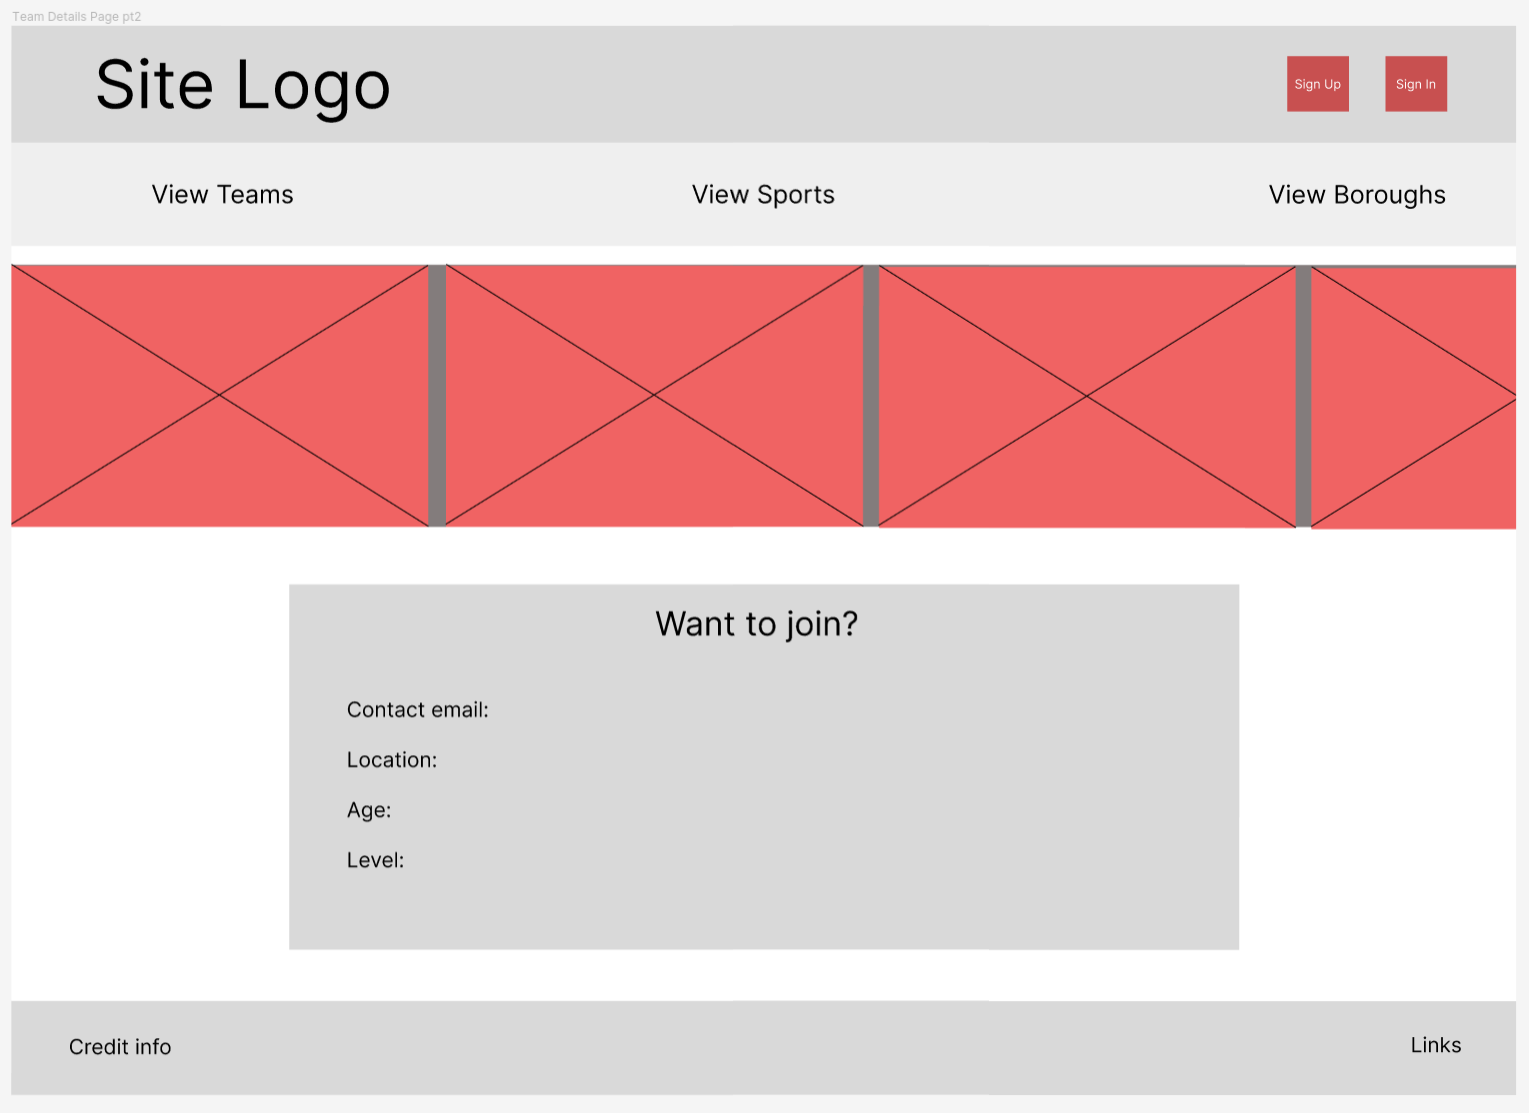 Team Details Page pt2
Site Logo
Sign Up
Sign In
View Teams
View Sports
View Boroughs
Want to join?
Contact email:
Location:
Age:
Level:
Credit info
Links